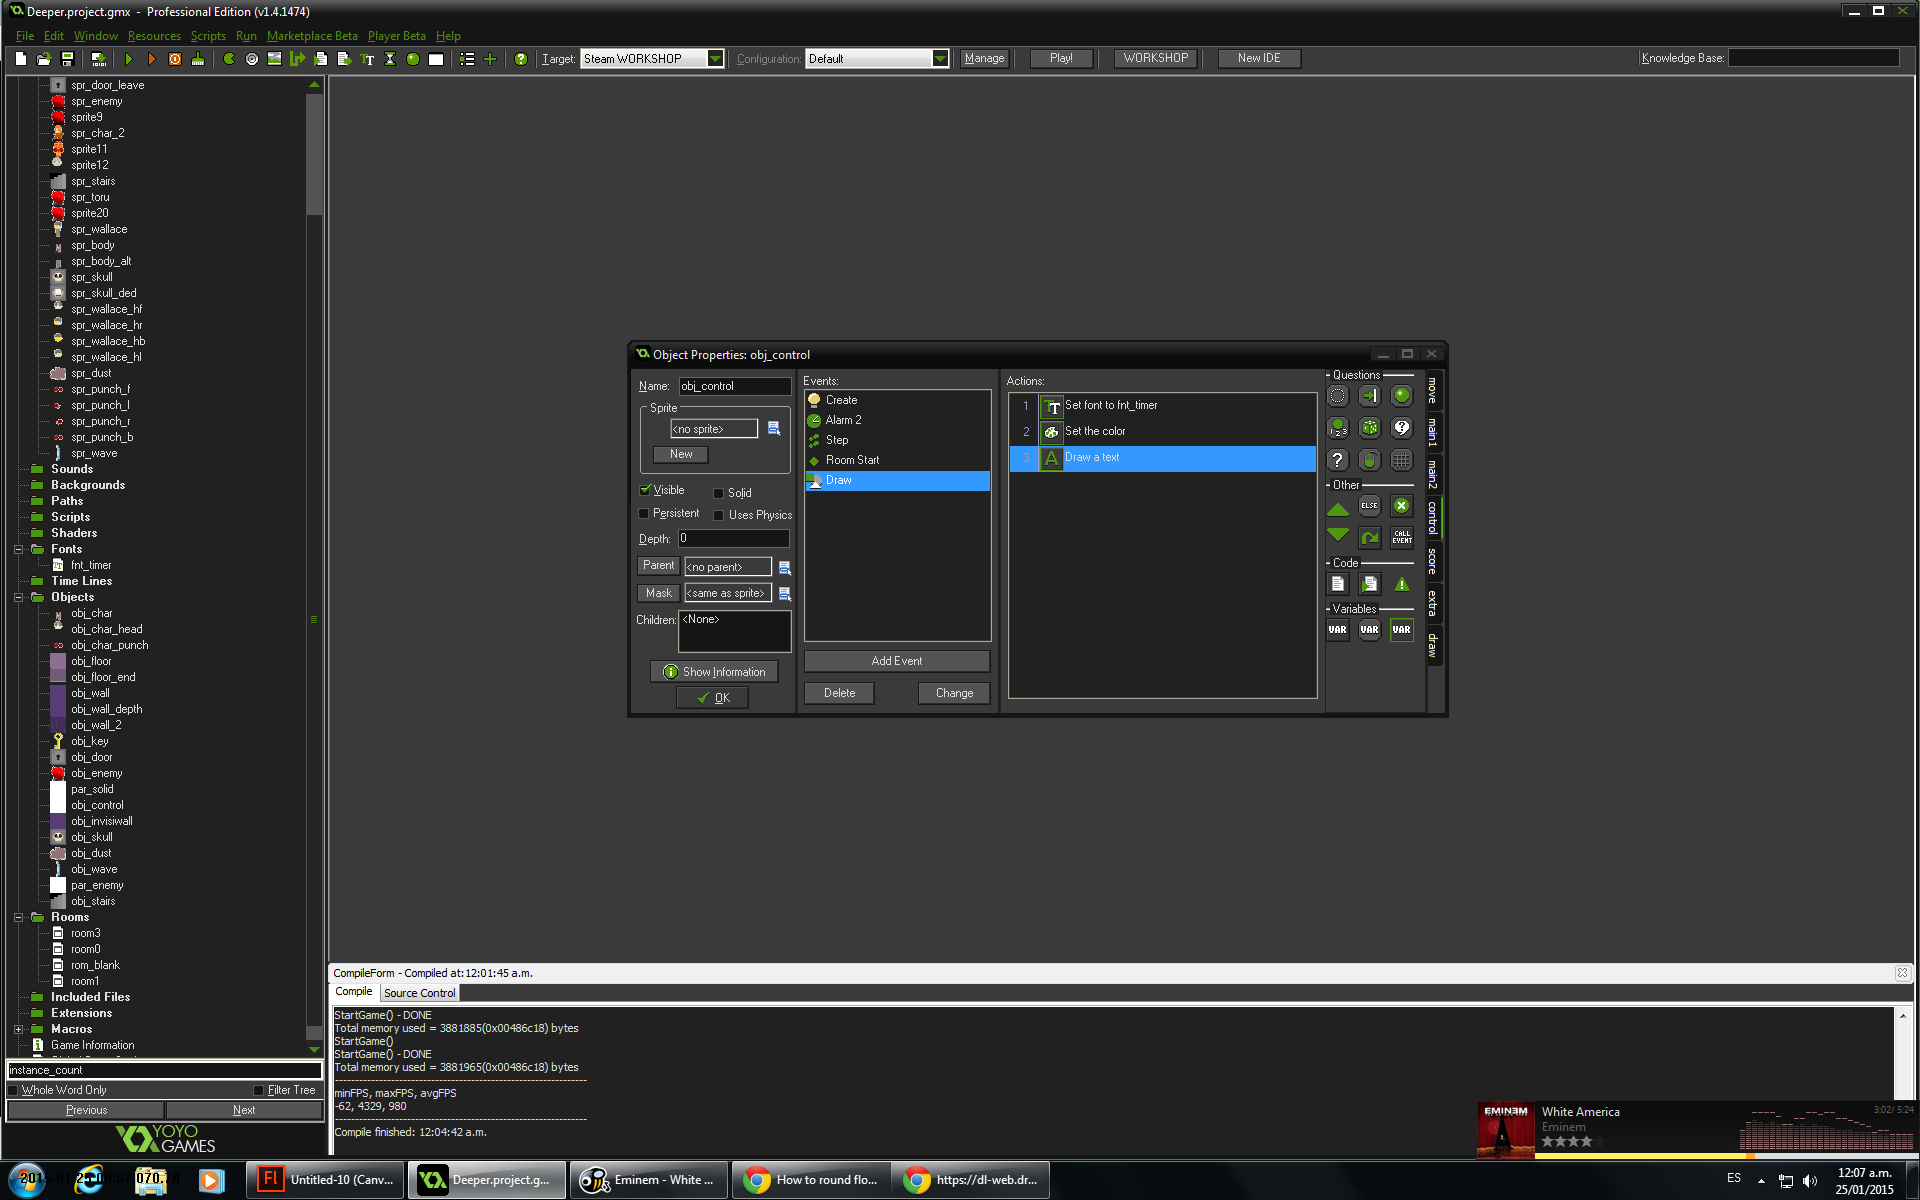 Deeper.project.gmx - Professional Edition (v1.4.1474)
File Edit Window Resources Scripts Run Marketplace Beta Player Beta Help
Target: Steam WORKSHOP Configuration: Default Manage Play! WORKSHOP New IDE Knowledge Base:
spr_door_leave
spr_enemy
sprite9
spr_char_2
sprite11
sprite12
spr_stairs
spr_toru
sprite20
spr_wallace
spr_body
spr_body_alt
spr_skull
spr_skull_ded
spr_wallace_hf
spr_wallace_hr
spr_wallace_hb
spr_wallace_hl
spr_dust
spr_punch_f
spr_punch_l
spr_punch_r
spr_punch_b
spr_wave
Sounds
Backgrounds
Paths
Scripts
Shaders
Fonts
fnt_timer
Time Lines
Objects
obj_char
obj_char_head
obj_char_punch
obj_floor
obj_floor_end
obj_wall
obj_wall_depth
obj_wall_2
obj_key
obj_door
obj_enemy
par_solid
obj_control
obj_invisiwall
obj_skull
obj_dust
obj_wave
par_enemy
obj_stairs
Rooms
room3
room0
rom_blank
room1
Included Files
Extensions
Macros
Game Information
instance_count
Whole Word Only Filter Tree
Previous Next
YOYO
GAMES
Object Properties: obj_control
Name: obj_control
Sprite
<no sprite>
New
Visible Solid
Persistent Uses Physics
Depth: 0
Parent <no parent>
Mask <same as sprite>
Children: <None>
Show Information
OK
Events:
Create
Alarm 2
Step
Room Start
Draw
Add Event
Delete Change
Actions:
1 Set font to fnt_timer
2 Set the color
3 Draw a text
Questions
Other
ELSE
CALL EVENT
Code
Variables
VAR VAR VAR
move
main1
main2
control
score
extra
draw
CompileForm - Compiled at:12:01:45 a.m.
Compile Source Control
StartGame() - DONE
Total memory used = 3881885(0x00486c18) bytes
StartGame()
StartGame() - DONE
Total memory used = 3881965(0x00486c18) bytes
minFPS, maxFPS, avgFPS
-62, 4329, 980
Compile finished: 12:04:42 a.m.
EMINEM
White America
Eminem
3:02/ 5:24
Untitled-10 (Canv...
Deeper.project.g...
Eminem - White ...
How to round flo...
https://dl-web.dr...
ES
12:07 a.m.
25/01/2015